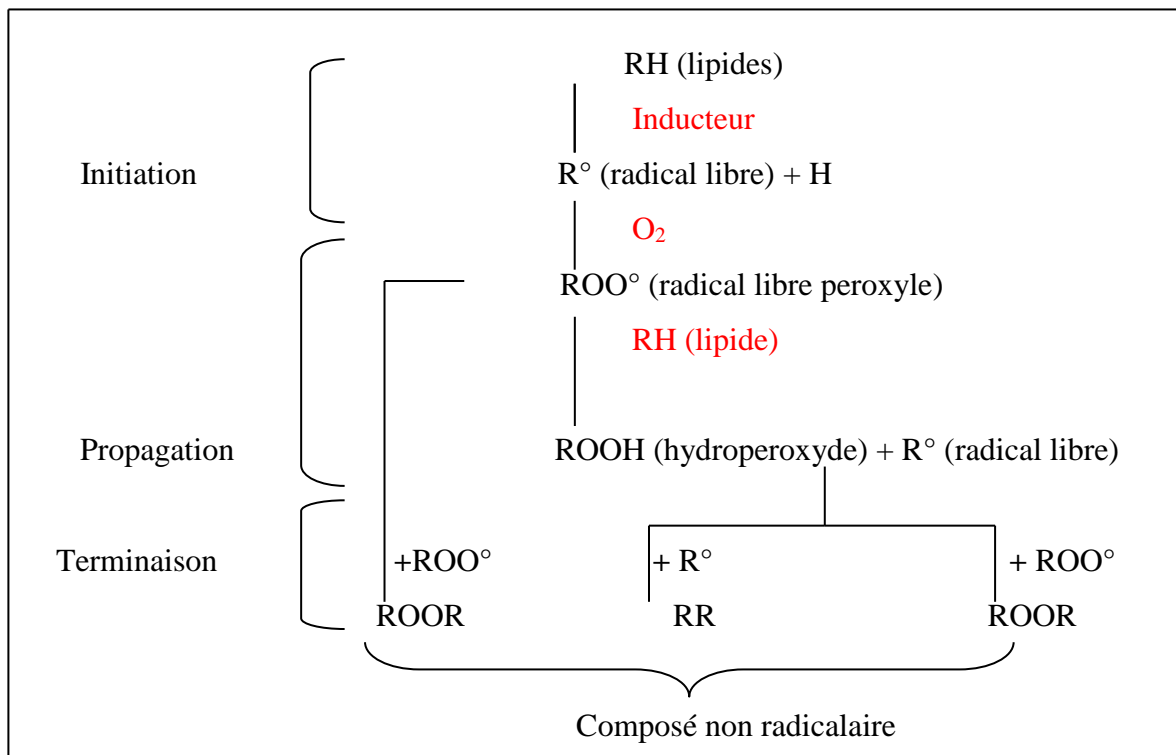 RH (lipides)
Inducteur
Initiation
R° (radical libre) + H
O₂
ROO° (radical libre peroxyle)
RH (lipide)
Propagation
ROOH (hydroperoxyde) + R° (radical libre)
Terminaison
+ROO°
+ R°
+ ROO°
ROOR
RR
ROOR
Composé non radicalaire